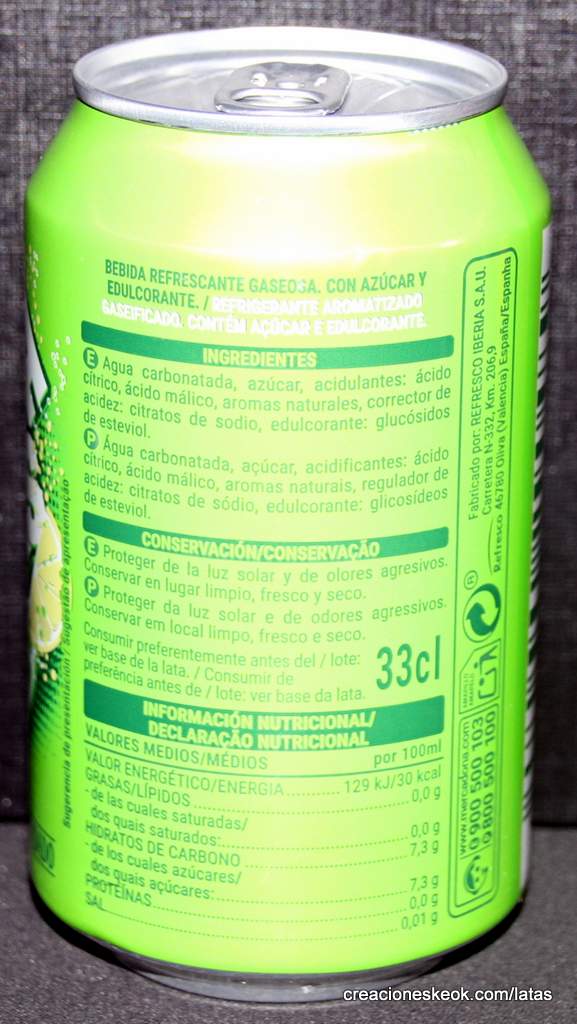 BEBIDA REFRESCANTE GASEOSA. CON AZÚCAR Y
EDULCORANTE. / REFRIGERANTE AROMATIZADO
GASEIFICADO. CONTÉM AÇÚCAR E EDULCORANTE.
INGREDIENTES
E Agua carbonatada, azúcar, acidulantes: ácido
cítrico, ácido málico, aromas naturales, corrector de
acidez: citratos de sodio, edulcorante: glucósidos
de esteviol.
P Água carbonatada, açúcar, acidificantes: ácido
cítrico, ácido málico, aromas naturais, regulador de
acidez: citratos de sódio, edulcorante: glicosídeos
de esteviol.
CONSERVACIÓN/CONSERVAÇÃO
E Proteger de la luz solar y de olores agresivos.
Conservar en lugar limpio, fresco y seco.
P Proteger da luz solar e de odores agressivos.
Conservar em local limpo, fresco e seco.
Consumir preferentemente antes del / lote:
ver base de la lata. / Consumir de
preferência antes de / lote: ver base da lata.
33cl
INFORMACIÓN NUTRICIONAL/
DECLARAÇÃO NUTRICIONAL
VALORES MEDIOS/MÉDIOS por 100ml
VALOR ENERGÉTICO/ENERGIA 129 kJ/30 kcal
GRASAS/LÍPIDOS 0,0 g
- de las cuales saturadas/
dos quais saturados: 0,0 g
HIDRATOS DE CARBONO 7,3 g
- de los cuales azúcares/
dos quais açúcares: 7,3 g
PROTEÍNAS 0,0 g
SAL 0,01 g
Sugerencia de presentación / Sugestão de apresentação
Fabricado por: REFRESCO IBERIA S.A.U.
Carretera N-332, Km. 206,9
Refresco 46780 Oliva (Valencia) España/Espanha
®
AMARILLO
AMARELO
www.mercadona.com
900 500 103
800 500 100
creacioneskeok.com/latas